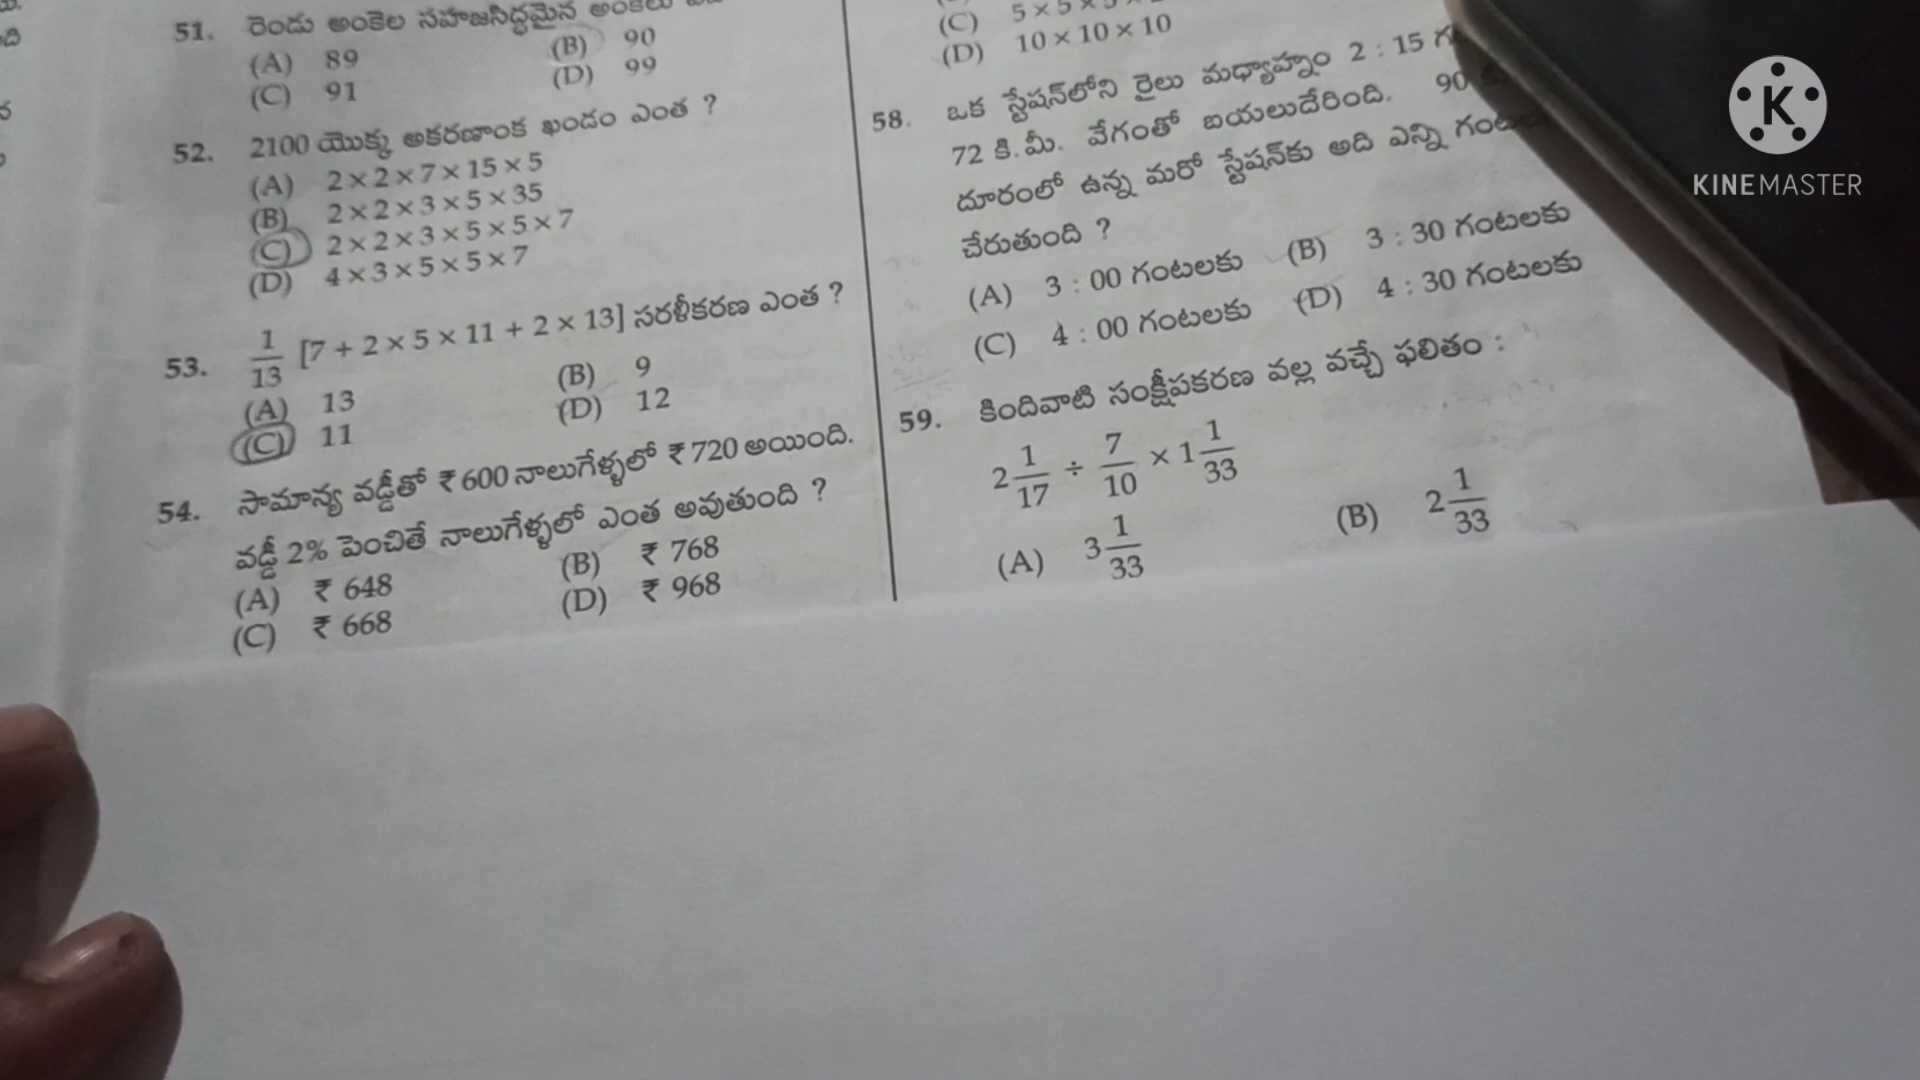 51. రెండు అంకెల సహజసిద్ధమైన అంకెలు
(A) 89 (B) 90
(C) 91 (D) 99
52. 2100 యొక్క అకరణాంక ఖండం ఎంత ?
(A) 2 × 2 × 7 × 15 × 5
(B) 2 × 2 × 3 × 5 × 35
(C) 2 × 2 × 3 × 5 × 5 × 7
(D) 4 × 3 × 5 × 5 × 7
53. 1/13 [7 + 2 × 5 × 11 + 2 × 13] సరళీకరణ ఎంత ?
(A) 13 (B) 9
(C) 11 (D) 12
54. సామాన్య వడ్డీతో ₹ 600 నాలుగేళ్ళలో ₹ 720 అయింది.
వడ్డీ 2% పెంచితే నాలుగేళ్ళలో ఎంత అవుతుంది ?
(A) ₹ 648 (B) ₹ 768
(C) ₹ 668 (D) ₹ 968
(C) 5 × 5 ×
(D) 10 × 10 × 10
58. ఒక స్టేషన్‌లోని రైలు మధ్యాహ్నం 2 : 15
72 కి.మీ. వేగంతో బయలుదేరింది. 90
దూరంలో ఉన్న మరో స్టేషన్‌కు అది ఎన్ని
చేరుతుంది ?
(A) 3 : 00 గంటలకు (B) 3 : 30 గంటలకు
(C) 4 : 00 గంటలకు (D) 4 : 30 గంటలకు
59. కిందివాటి సంక్షీపకరణ వల్ల వచ్చే ఫలితం :
2 1/17 ÷ 7/10 × 1 1/33
(A) 3 1/33 (B) 2 1/33
KINEMASTER